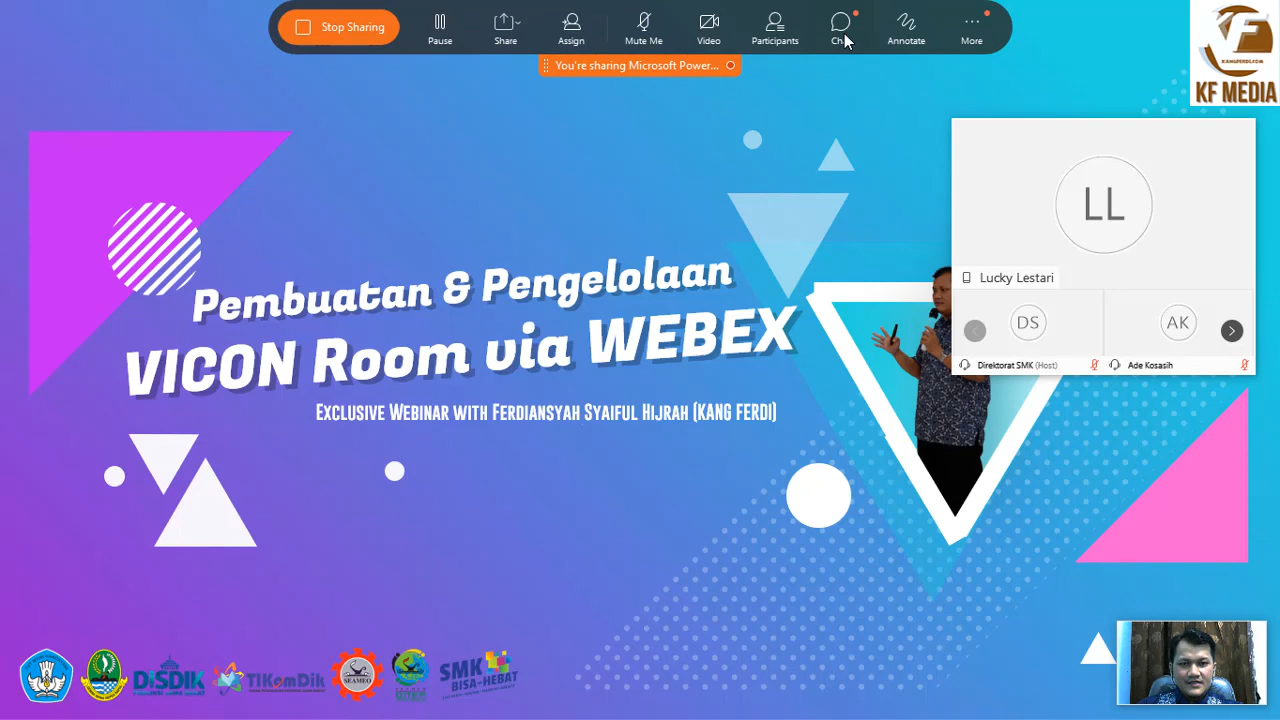 Stop Sharing
Pause
Share
Assign
Mute Me
Video
Participants
Annotate
More
You're sharing Microsoft Power...
KANGFERDI.COM
KF MEDIA
LL
Lucky Lestari
DS
AK
Direktorat SMK (Host)
Ade Kosasih
Pembuatan & Pengelolaan
VICON Room via WEBEX
Exclusive Webinar with Ferdiansyah Syaiful Hijrah (KANG FERDI)
DISDIK
TIKomDik
SEAMEO
SMK
BISA-HEBAT